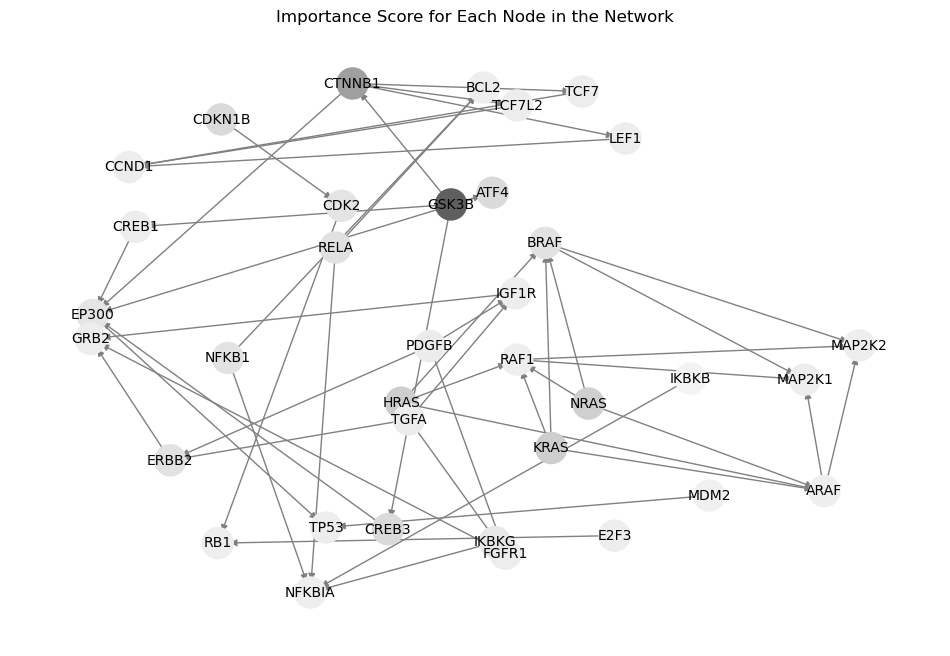 Importance Score for Each Node in the Network
CTNNB1
BCL2
TCF7
TCF7L2
CDKN1B
LEF1
CCND1
ATF4
GSK3B
CDK2
CREB1
RELA
BRAF
IGF1R
EP300
GRB2
PDGFB
MAP2K2
NFKB1
RAF1
IKBKB
MAP2K1
HRAS
NRAS
TGFA
KRAS
ERBB2
ARAF
MDM2
TP53
CREB3
E2F3
RB1
IKBKG
FGFR1
NFKBIA